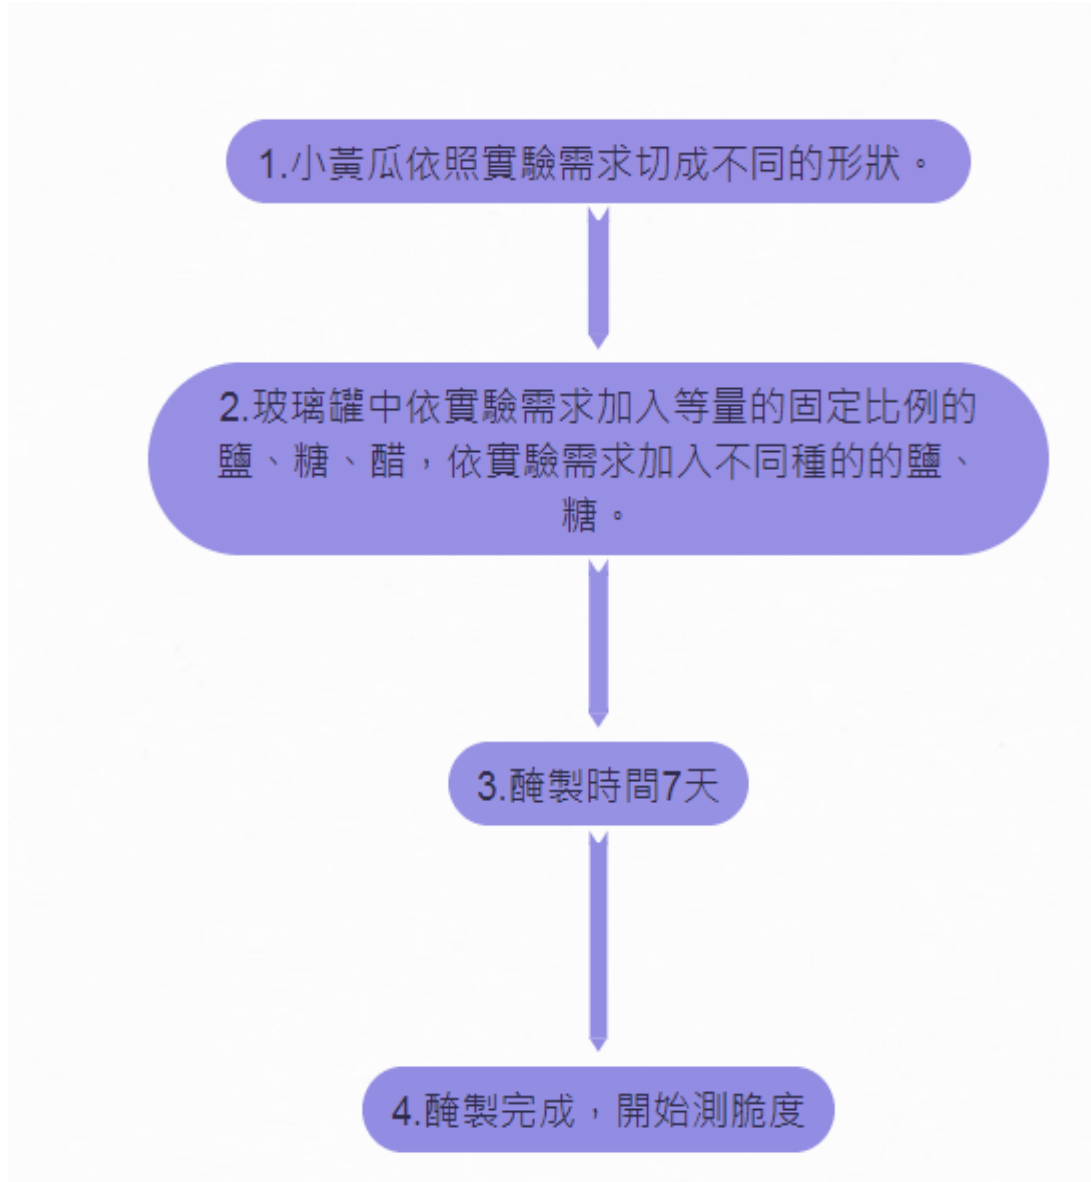 1.小黃瓜依照實驗需求切成不同的形狀。
2.玻璃罐中依實驗需求加入等量的固定比例的
鹽、糖、醋，依實驗需求加入不同種的的鹽、
糖。
3.醃製時間7天
4.醃製完成，開始測脆度